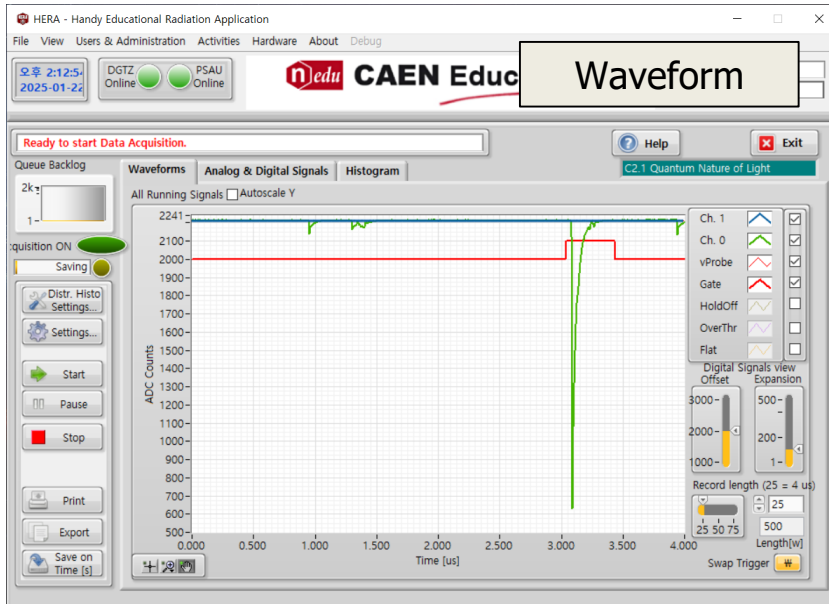 HERA - Handy Educational Radiation Application
File View Users & Administration Activities Hardware About Debug
오후 2:12:54
2025-01-22
DGTZ
Online
PSAU
Online
n edu CAEN Educ
Waveform
Ready to start Data Acquisition.
Help
Exit
Queue Backlog
Waveforms
Analog & Digital Signals
Histogram
C2.1 Quantum Nature of Light
2k
1
All Running Signals
Autoscale Y
cquisition ON
Saving
Distr. Histo
Settings...
Settings...
Start
Pause
Stop
Print
Export
Save on
Time [s]
ADC Counts
2241
2100
2000
1900
1800
1700
1600
1500
1400
1300
1200
1100
1000
900
800
700
600
500
0.000 0.500 1.000 1.500 2.000 2.500 3.000 3.500 4.000
Time [us]
Ch. 1
Ch. 0
vProbe
Gate
HoldOff
OverThr
Flat
Digital Signals view
Offset Expansion
3000
2000
1000
500
200
1
Record length (25 = 4 us)
25 50 75
25
500
Length[w]
Swap Trigger